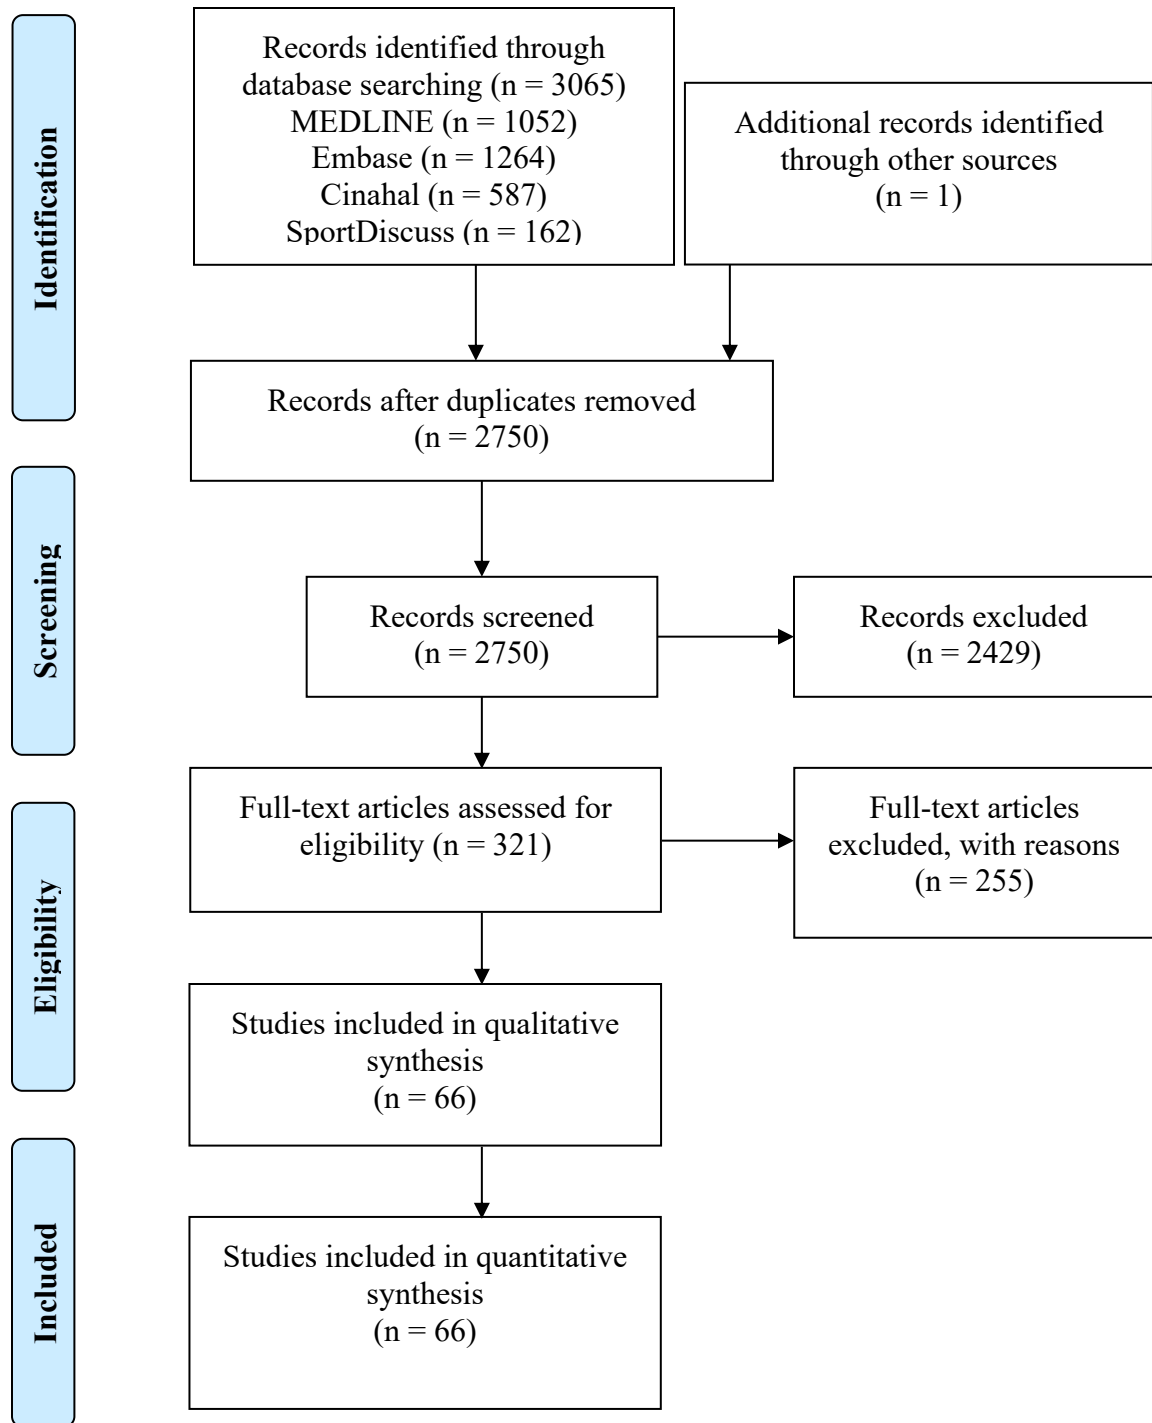 Identification
Records identified through
database searching (n = 3065)
MEDLINE (n = 1052)
Embase (n = 1264)
Cinahal (n = 587)
SportDiscuss (n = 162)
Additional records identified
through other sources
(n = 1)
Records after duplicates removed
(n = 2750)
Screening
Records screened
(n = 2750)
Records excluded
(n = 2429)
Eligibility
Full-text articles assessed for
eligibility (n = 321)
Full-text articles
excluded, with reasons
(n = 255)
Studies included in qualitative
synthesis
(n = 66)
Included
Studies included in quantitative
synthesis
(n = 66)